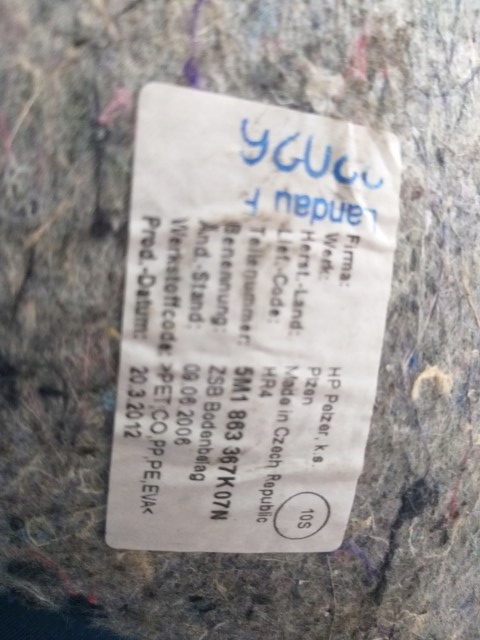 Firma: HP Pelzer, k.s.
Werk: Plzen
Herst.-Land: Made in Czech Republic
Lief.-Code: HR4
Teilenummer: 5M1 863 367K 07N
Benennung: ZSB Bodenbelag
Änd.-Stand: 09.06.2006
Werkstoffcode: >PET,CO,PP,PE,EVA<
Prod.-Datum: 20.3.2012
10S
Landau